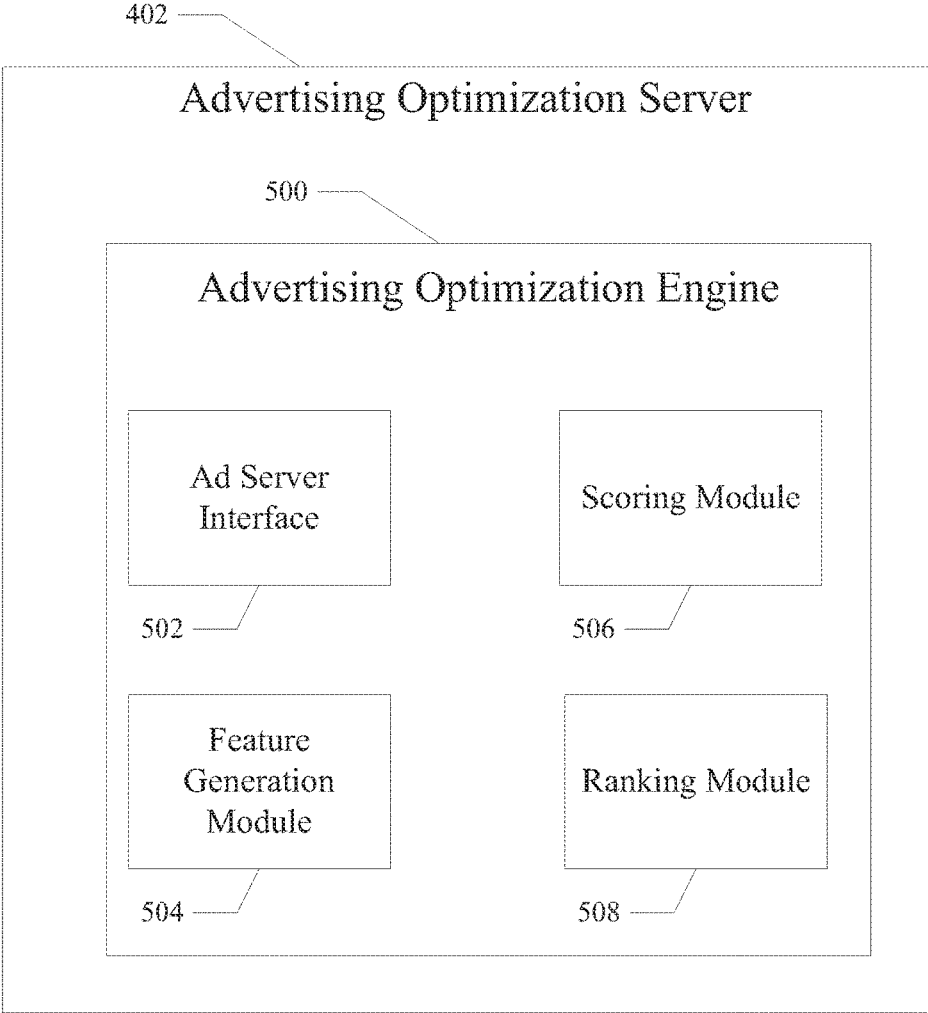 402
Advertising Optimization Server
500
Advertising Optimization Engine
Ad Server
Interface
502
Scoring Module
506
Feature
Generation
Module
504
Ranking Module
508